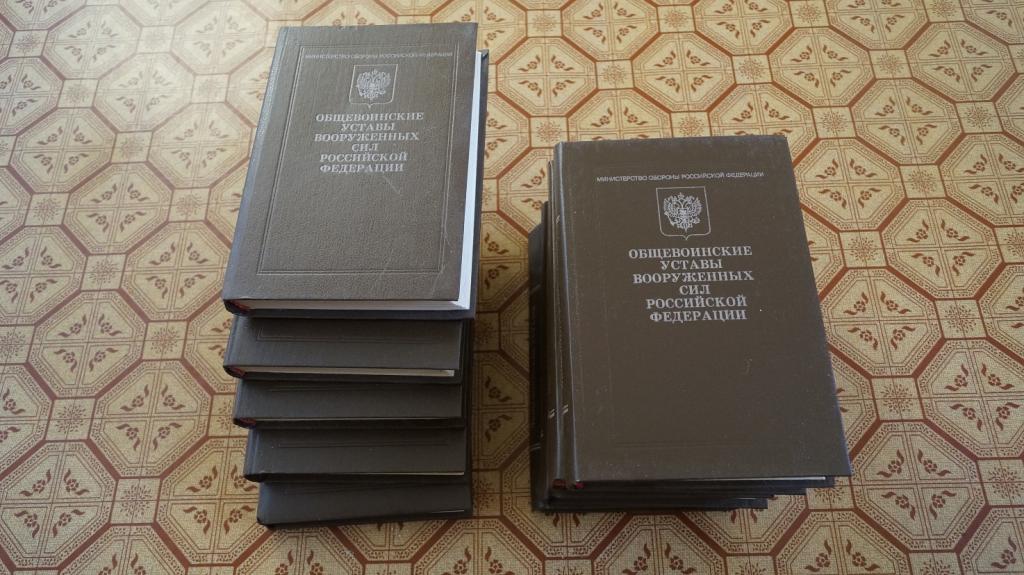 МИНИСТЕРСТВО ОБОРОНЫ РОССИЙСКОЙ ФЕДЕРАЦИИ
ОБЩЕВОИНСКИЕ
УСТАВЫ
ВООРУЖЕННЫХ
СИЛ
РОССИЙСКОЙ
ФЕДЕРАЦИИ
МИНИСТЕРСТВО ОБОРОНЫ РОССИЙСКОЙ ФЕДЕРАЦИИ
ОБЩЕВОИНСКИЕ
УСТАВЫ
ВООРУЖЕННЫХ
СИЛ
РОССИЙСКОЙ
ФЕДЕРАЦИИ